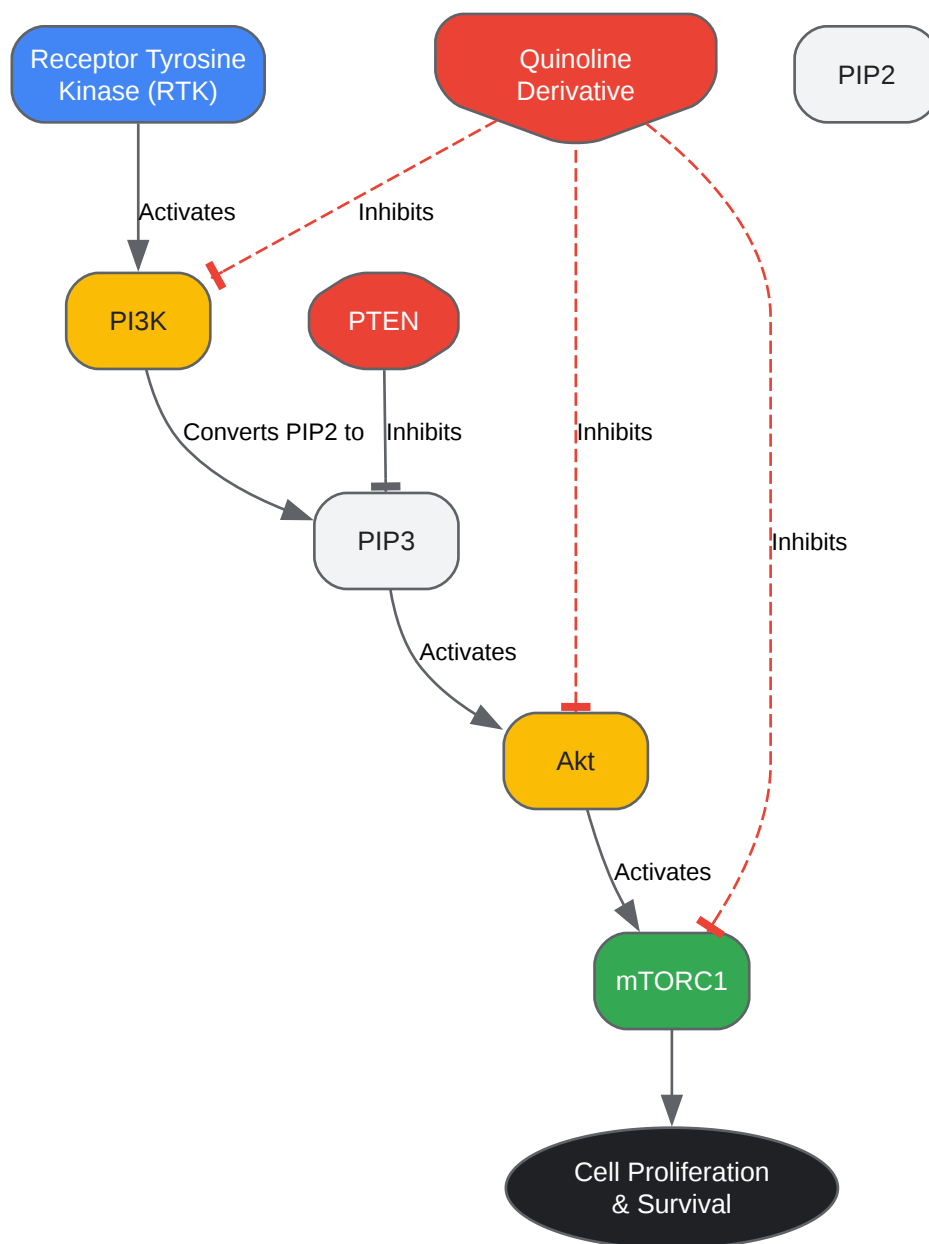 Receptor Tyrosine
Kinase (RTK)
Quinoline
Derivative
PIP2
Activates
Inhibits
PI3K
PTEN
Converts PIP2 to
Inhibits
Inhibits
PIP3
Inhibits
Activates
Akt
Activates
mTORC1
Cell Proliferation
& Survival